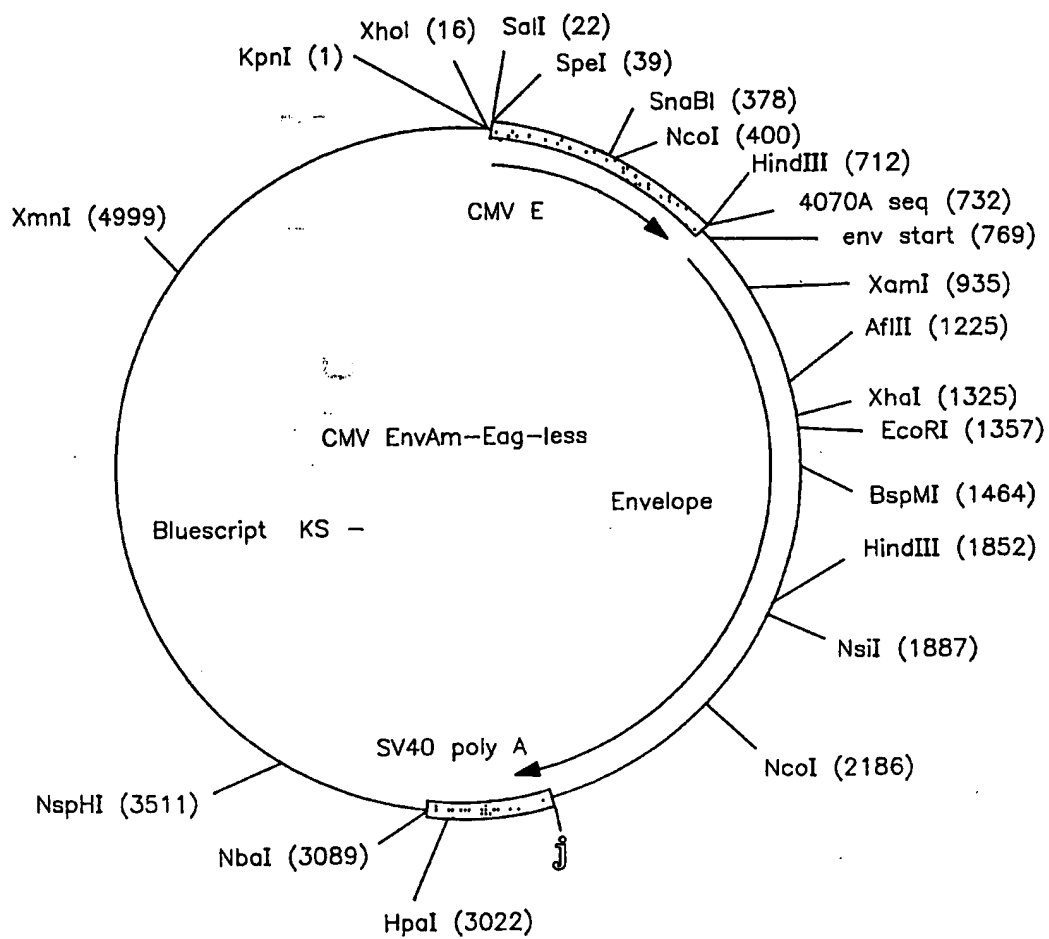 XhoI (16)
SalI (22)
KpnI (1)
SpeI (39)
SnaBI (378)
NcoI (400)
HindIII (712)
4070A seq (732)
env start (769)
XmnI (4999)
CMV E
XamI (935)
AflII (1225)
XhaI (1325)
EcoRI (1357)
CMV EnvAm-Eag-less
BspMI (1464)
Envelope
Bluescript KS -
HindIII (1852)
NsiI (1887)
SV40 poly A
NcoI (2186)
NspHI (3511)
NbaI (3089)
j
HpaI (3022)